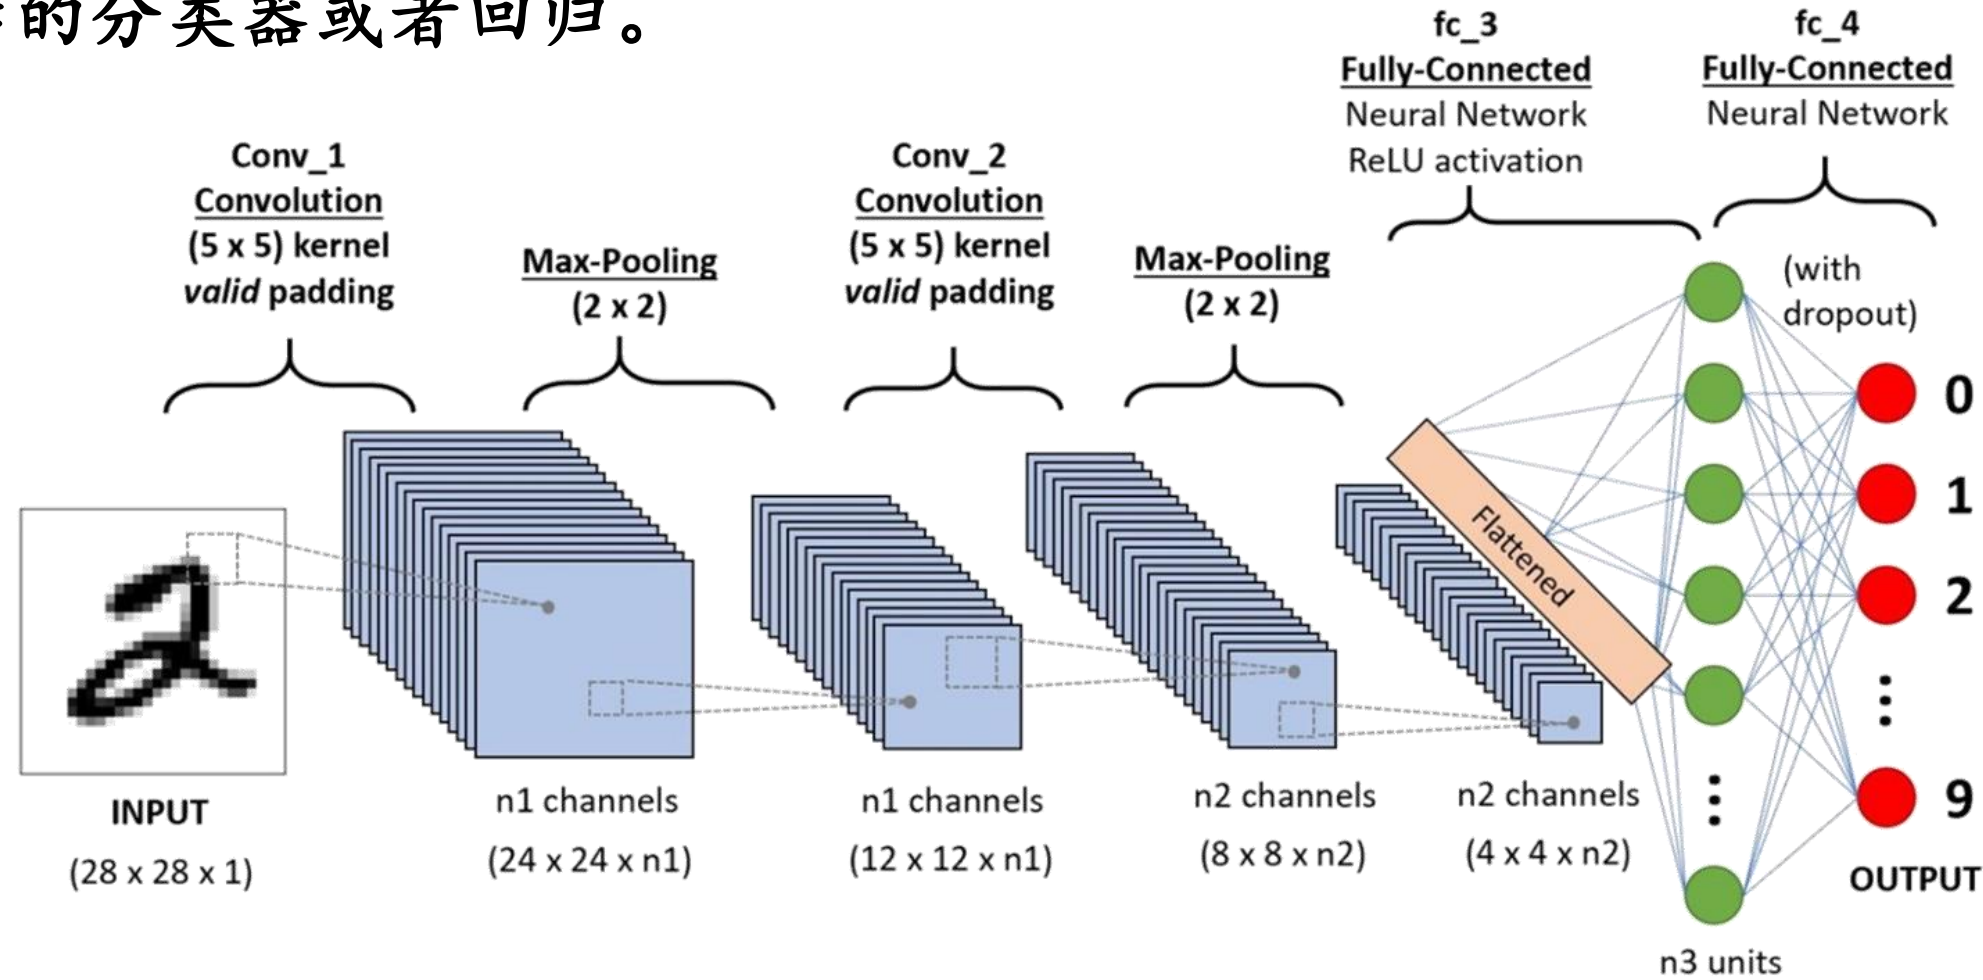 的分类器或者回归。
fc_3
Fully-Connected
Neural Network
ReLU activation
fc_4
Fully-Connected
Neural Network
(with
dropout)
Conv_1
Convolution
(5 x 5) kernel
valid padding
Max-Pooling
(2 x 2)
Conv_2
Convolution
(5 x 5) kernel
valid padding
Max-Pooling
(2 x 2)
2
Flattened
0
1
2
9
OUTPUT
INPUT
(28 x 28 x 1)
n1 channels
(24 x 24 x n1)
n1 channels
(12 x 12 x n1)
n2 channels
(8 x 8 x n2)
n2 channels
(4 x 4 x n2)
n3 units